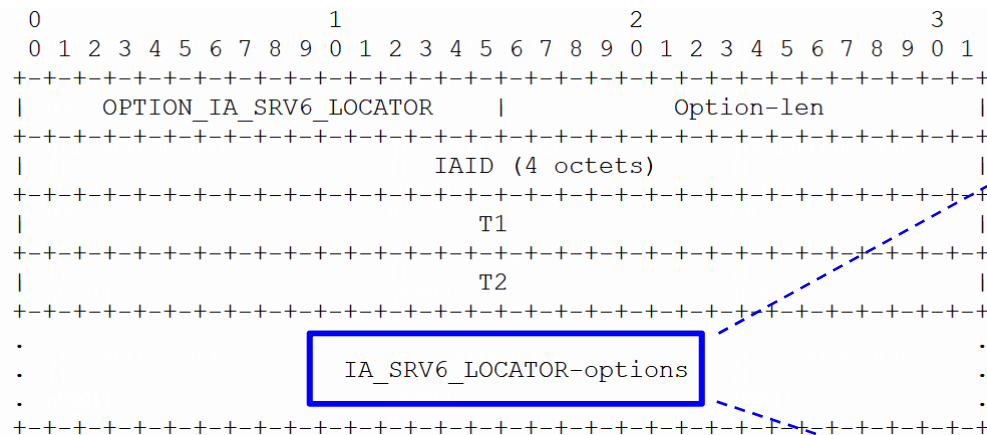 0                   1                   2                   3
 0 1 2 3 4 5 6 7 8 9 0 1 2 3 4 5 6 7 8 9 0 1 2 3 4 5 6 7 8 9 0 1
+-+-+-+-+-+-+-+-+-+-+-+-+-+-+-+-+-+-+-+-+-+-+-+-+-+-+-+-+-+-+-+-+
|     OPTION_IA_SRV6_LOCATOR    |           Option-len          |
+-+-+-+-+-+-+-+-+-+-+-+-+-+-+-+-+-+-+-+-+-+-+-+-+-+-+-+-+-+-+-+-+
|                        IAID (4 octets)                        |
+-+-+-+-+-+-+-+-+-+-+-+-+-+-+-+-+-+-+-+-+-+-+-+-+-+-+-+-+-+-+-+-+
|                              T1                               |
+-+-+-+-+-+-+-+-+-+-+-+-+-+-+-+-+-+-+-+-+-+-+-+-+-+-+-+-+-+-+-+-+
|                              T2                               |
+-+-+-+-+-+-+-+-+-+-+-+-+-+-+-+-+-+-+-+-+-+-+-+-+-+-+-+-+-+-+-+-+
.                                                               .
.                    IA_SRV6_LOCATOR-options                    .
.                                                               .
+-+-+-+-+-+-+-+-+-+-+-+-+-+-+-+-+-+-+-+-+-+-+-+-+-+-+-+-+-+-+-+-+